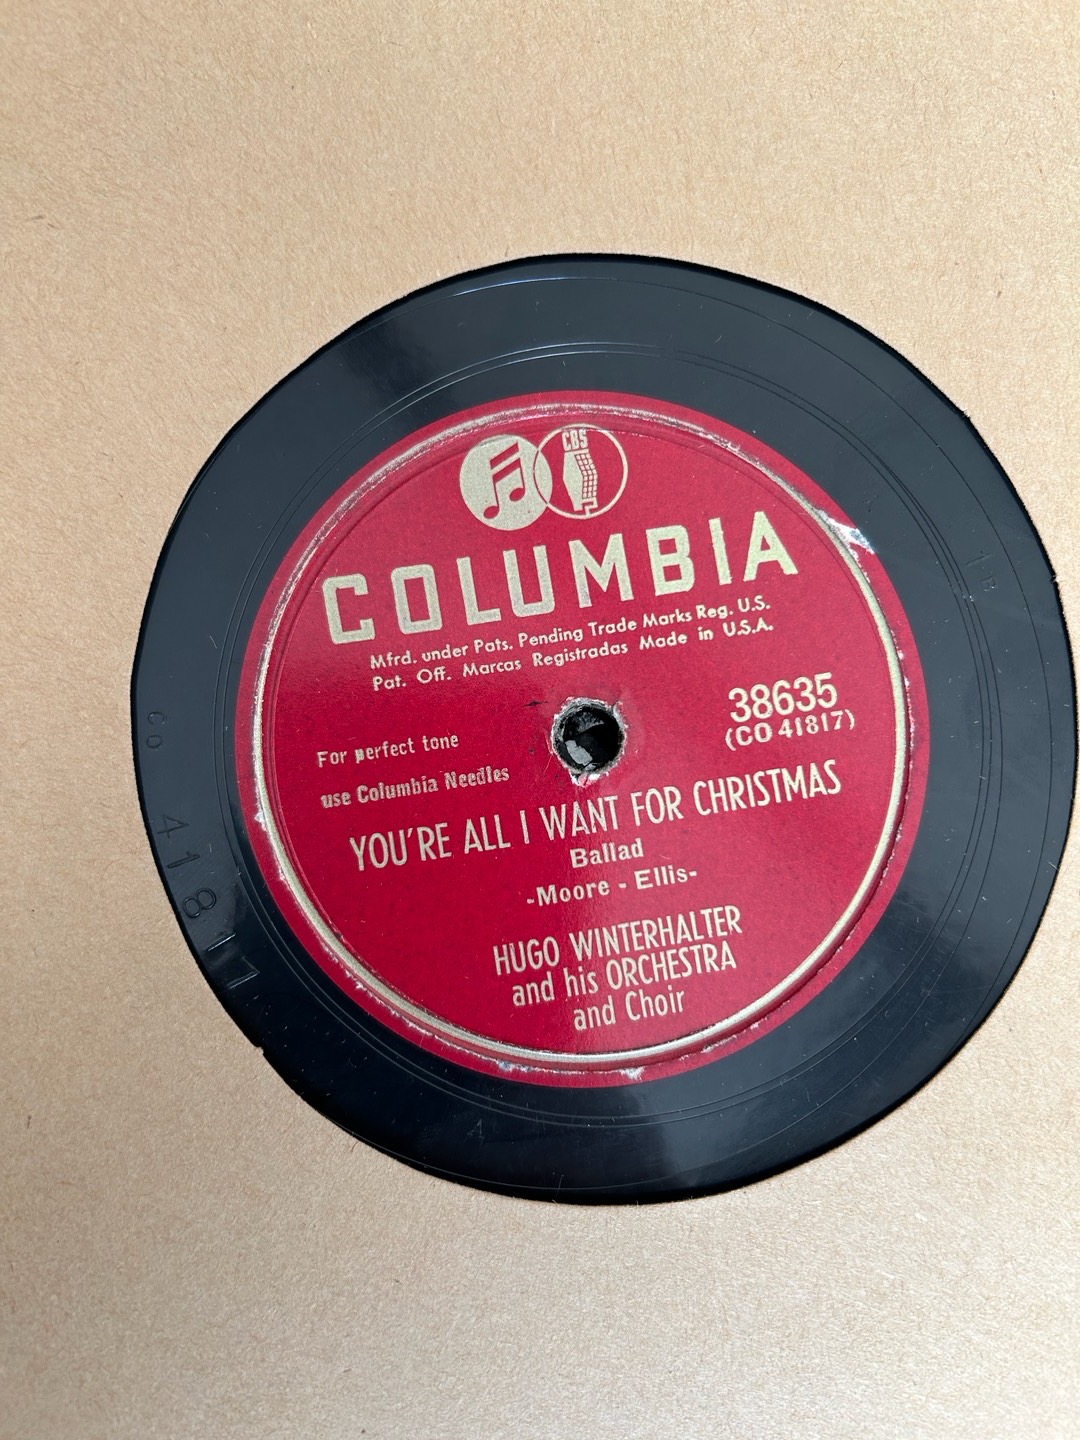 CBS
COLUMBIA
Mfrd. under Pats. Pending Trade Marks Reg. U.S.
Pat. Off. Marcas Registradas Made in U.S.A.
38635
(CO 41817)
For perfect tone
use Columbia Needles
YOU'RE ALL I WANT FOR CHRISTMAS
Ballad
-Moore - Ellis-
HUGO WINTERHALTER
and his ORCHESTRA
and Choir
CO 41817
1B
4